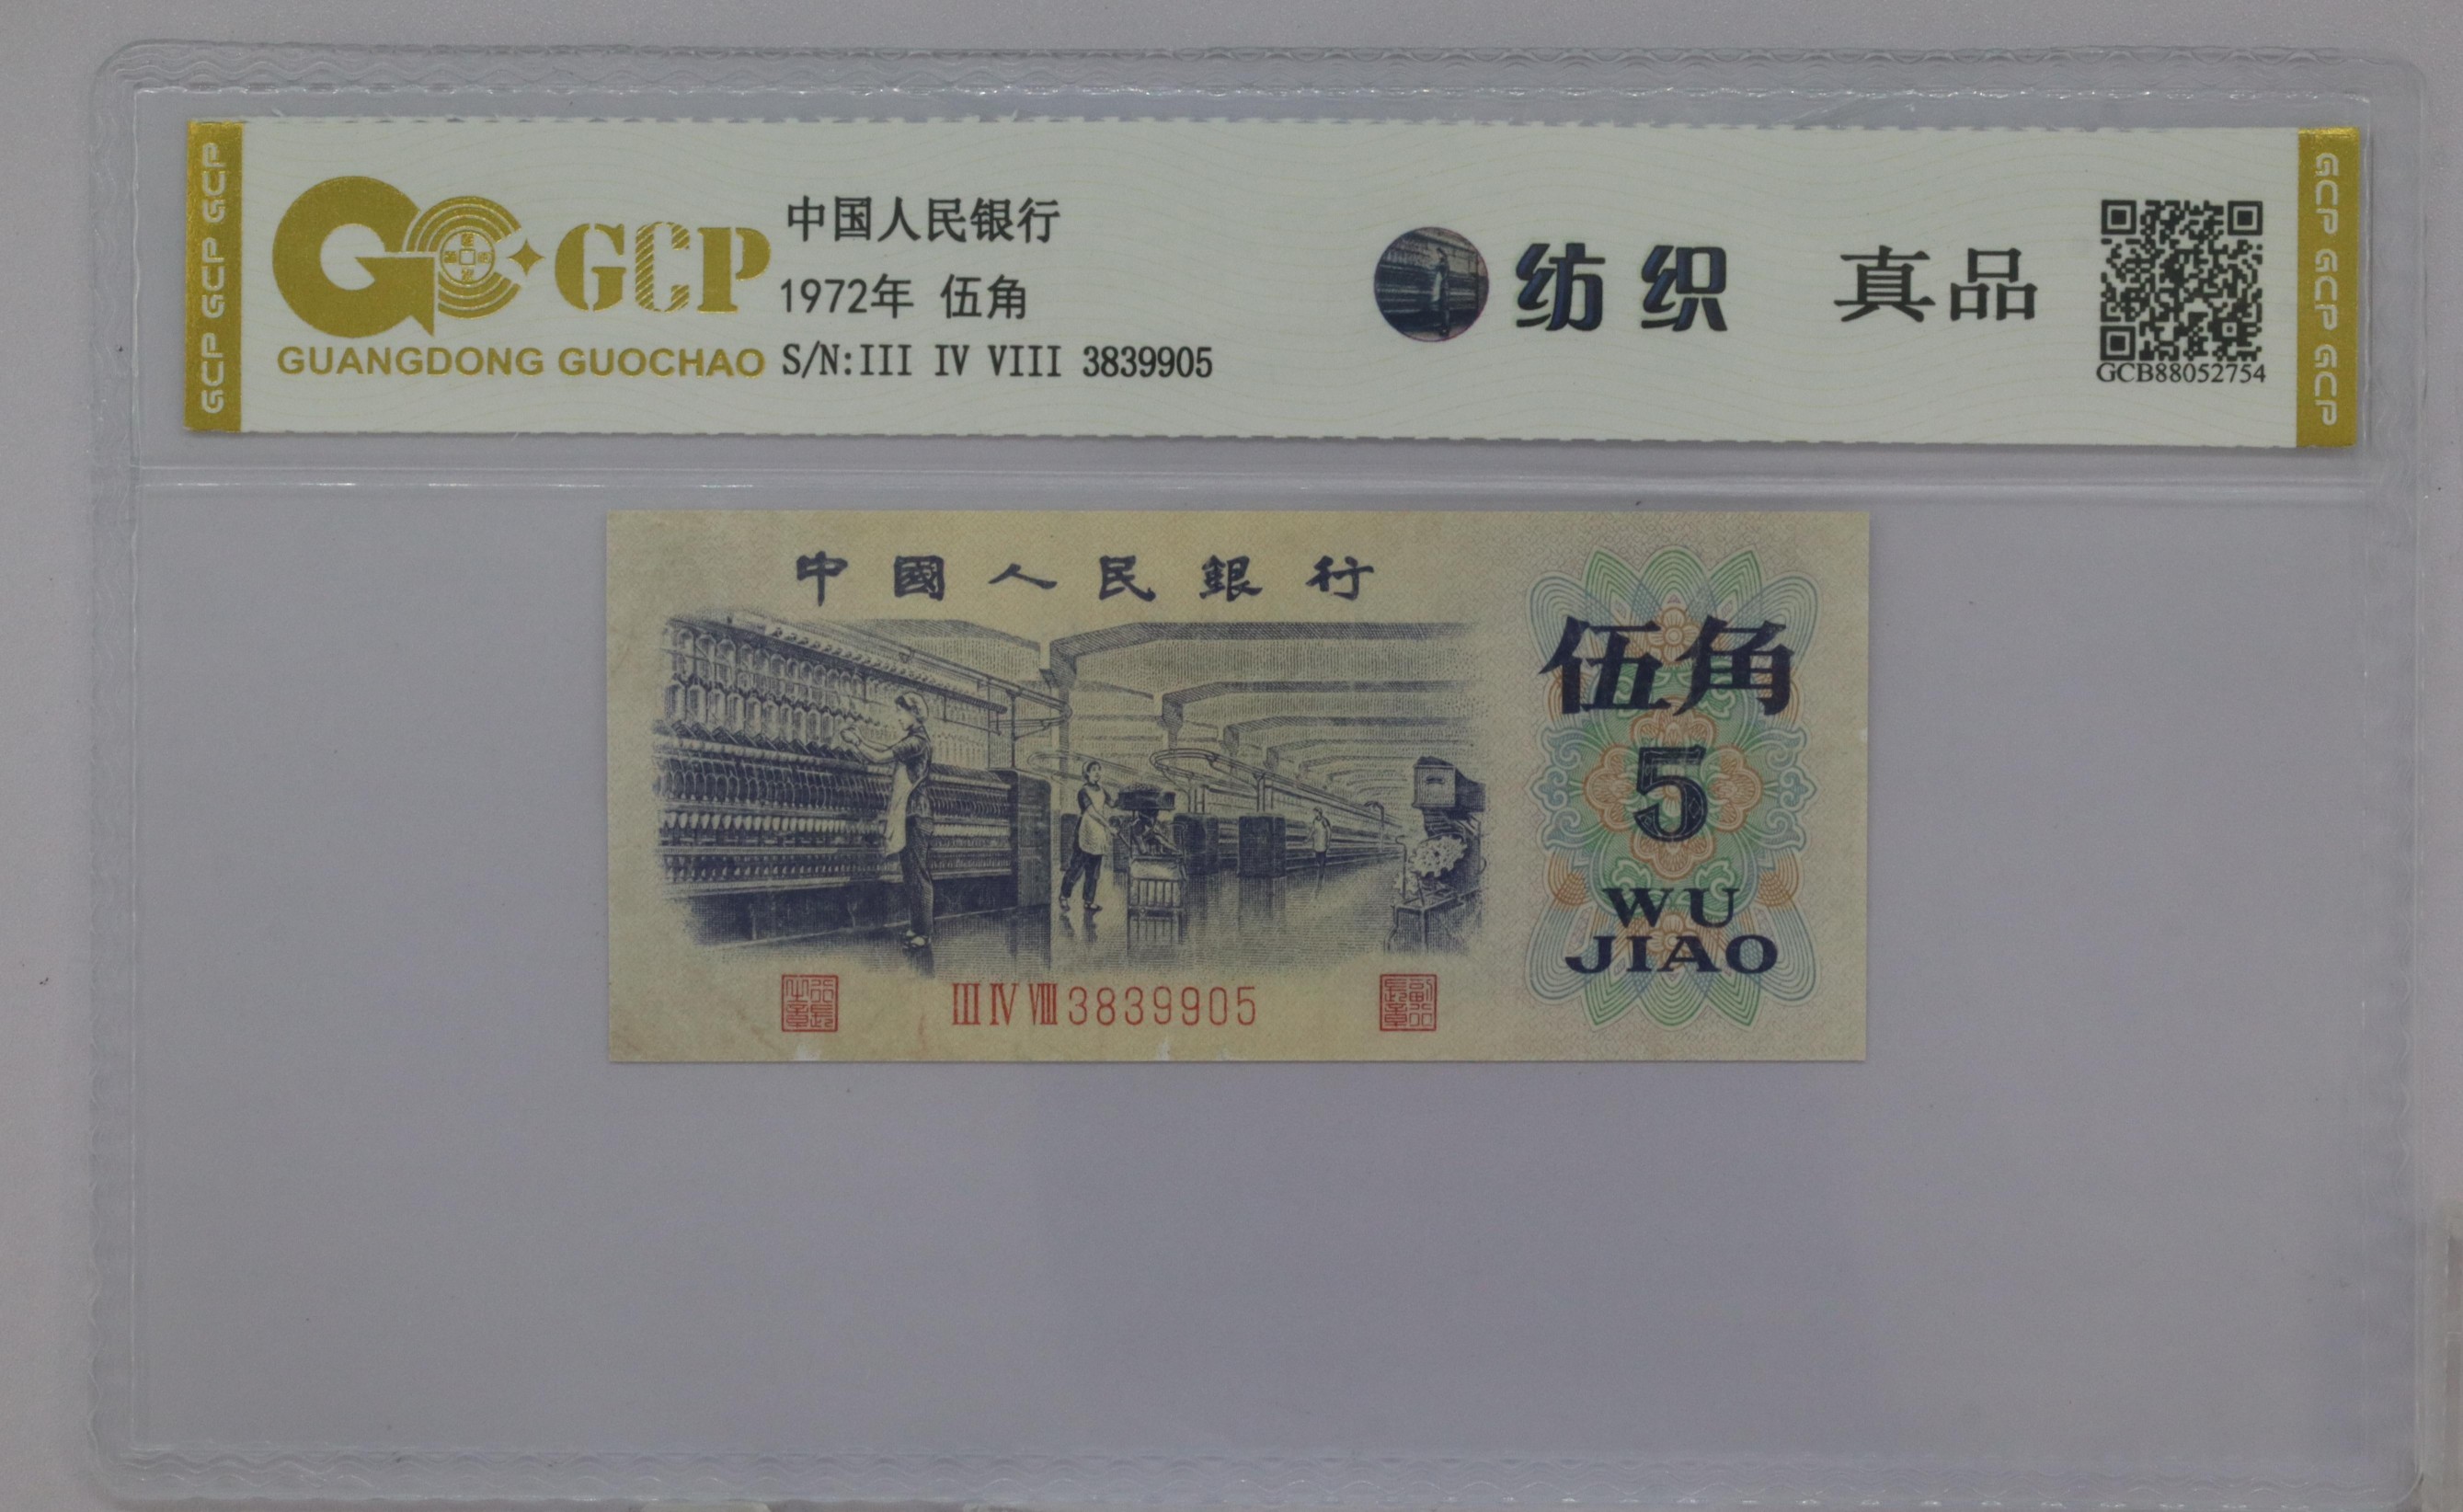 GCP GCP GCP
GCP
GUANGDONG GUOCHAO
中国人民银行
1972年 伍角
S/N:III IV VIII 3839905
纺织 真品
GCB88052754
GCP GCP GCP
中國人民銀行
伍角
5
WU
JIAO
III IV VIII 3839905